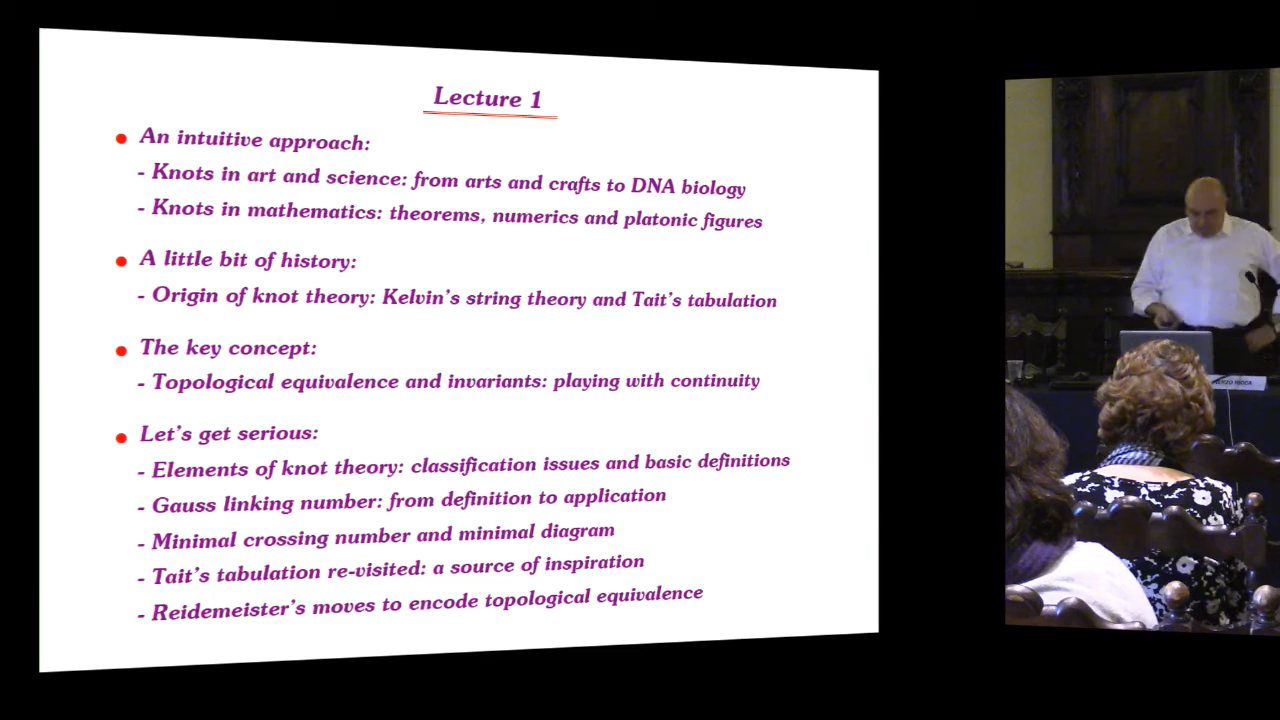 Lecture 1
• An intuitive approach:
- Knots in art and science: from arts and crafts to DNA biology
- Knots in mathematics: theorems, numerics and platonic figures
• A little bit of history:
- Origin of knot theory: Kelvin's string theory and Tait's tabulation
• The key concept:
- Topological equivalence and invariants: playing with continuity
• Let's get serious:
- Elements of knot theory: classification issues and basic definitions
- Gauss linking number: from definition to application
- Minimal crossing number and minimal diagram
- Tait's tabulation re-visited: a source of inspiration
- Reidemeister's moves to encode topological equivalence
RICCA